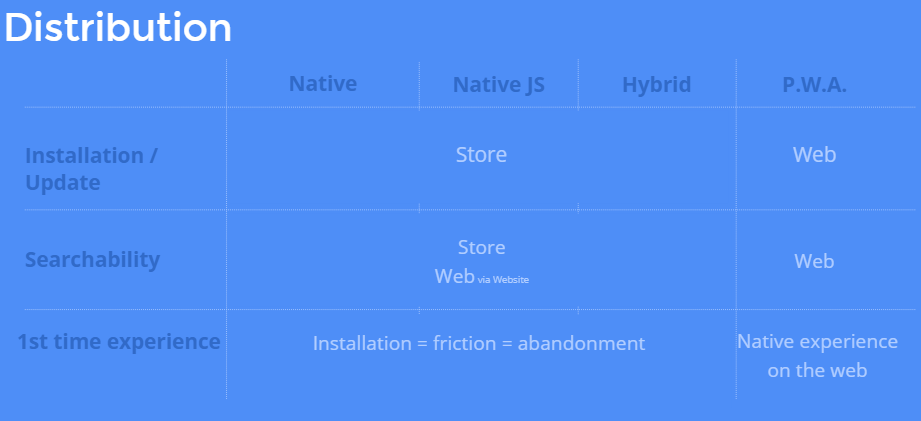 Distribution
Native Native JS Hybrid P.W.A.
Installation /
Update
Store Web
Searchability
Store
Web via Website
Web
1st time experience
Installation = friction = abandonment
Native experience
on the web